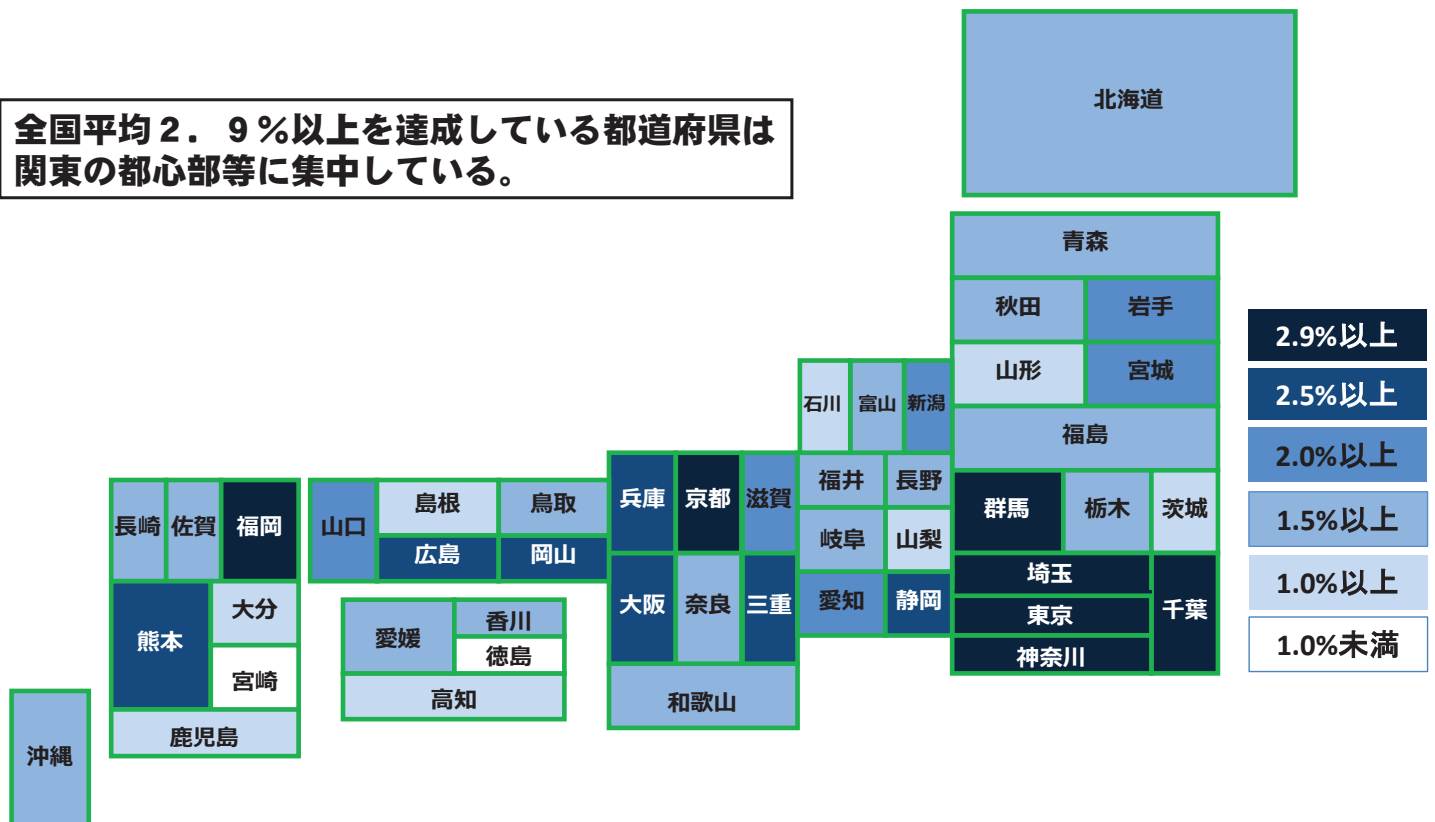 北海道
全国平均２．９％以上を達成している都道府県は
関東の都心部等に集中している。
青森
秋田
岩手
山形
宮城
福島
石川
富山
新潟
福井
長野
岐阜
山梨
愛知
静岡
群馬
栃木
茨城
埼玉
東京
神奈川
千葉
兵庫
京都
滋賀
大阪
奈良
三重
和歌山
山口
島根
鳥取
広島
岡山
愛媛
香川
徳島
高知
長崎
佐賀
福岡
熊本
大分
宮崎
鹿児島
沖縄
2.9%以上
2.5%以上
2.0%以上
1.5%以上
1.0%以上
1.0%未満